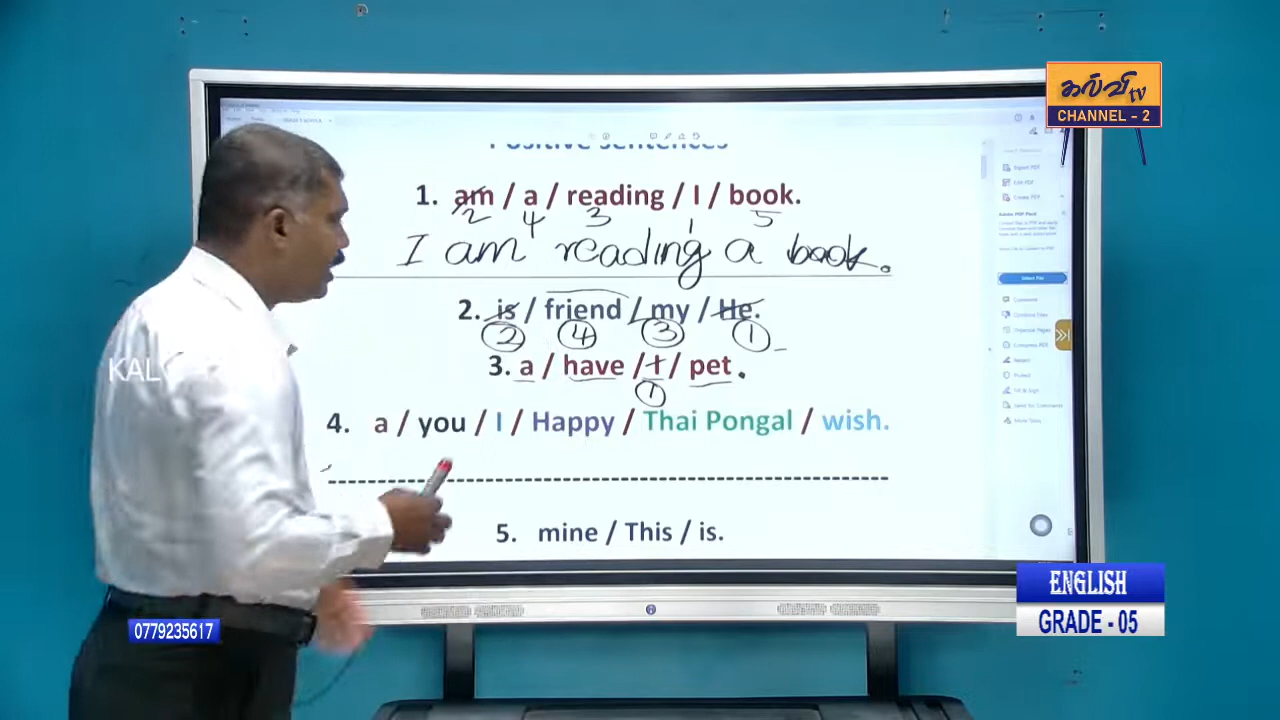 கல்வி TV
CHANNEL - 2
Positive Sentences
1. am / a / reading / I / book.
2 4 3 1 5
I am reading a book.
2. is / friend / my / He.
2 4 3 1
3. a / have / I / pet.
1
4. a / you / I / Happy / Thai Pongal / wish.
5. mine / This / is.
KAL
ENGLISH
GRADE - 05
0779235617